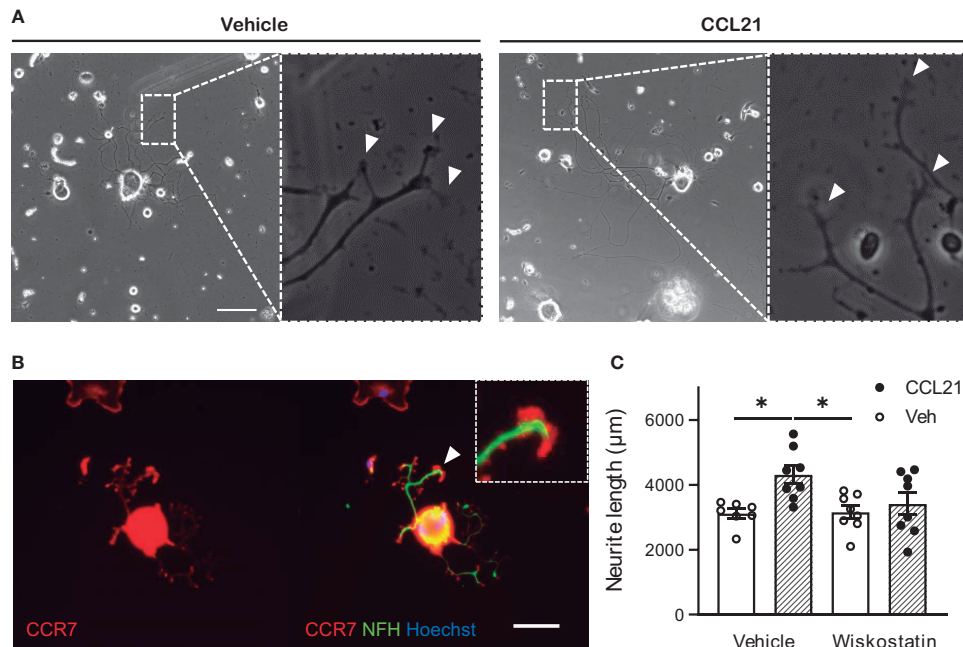 A
Vehicle
CCL21
B
CCR7
CCR7 NFH Hoechst
C
CCL21
Veh
*
*
Neurite length (µm)
6000
4000
2000
0
Vehicle
Wiskostatin